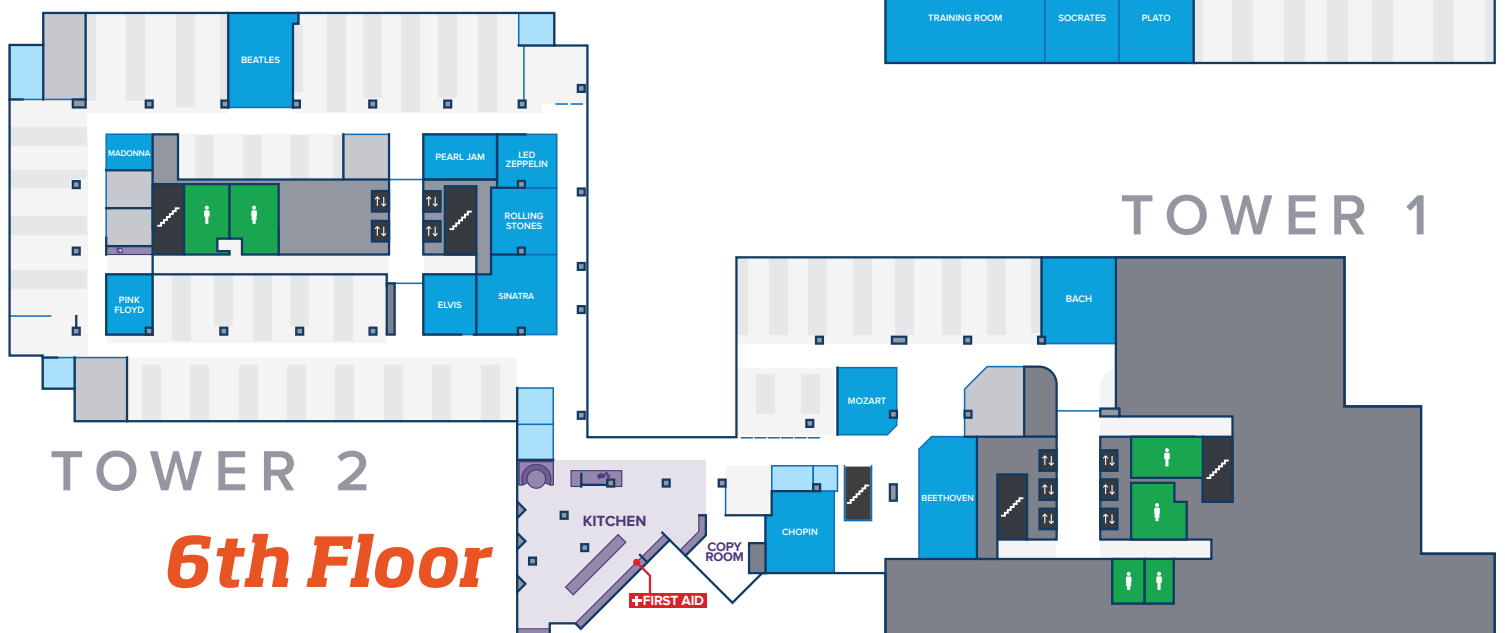 TRAINING ROOM
SOCRATES
PLATO
BEATLES
MADONNA
PEARL JAM
LED
ZEPPELIN
ROLLING
STONES
TOWER 1
PINK
FLOYD
ELVIS
SINATRA
BACH
MOZART
TOWER 2
BEETHOVEN
KITCHEN
CHOPIN
COPY
ROOM
6th Floor
FIRST AID